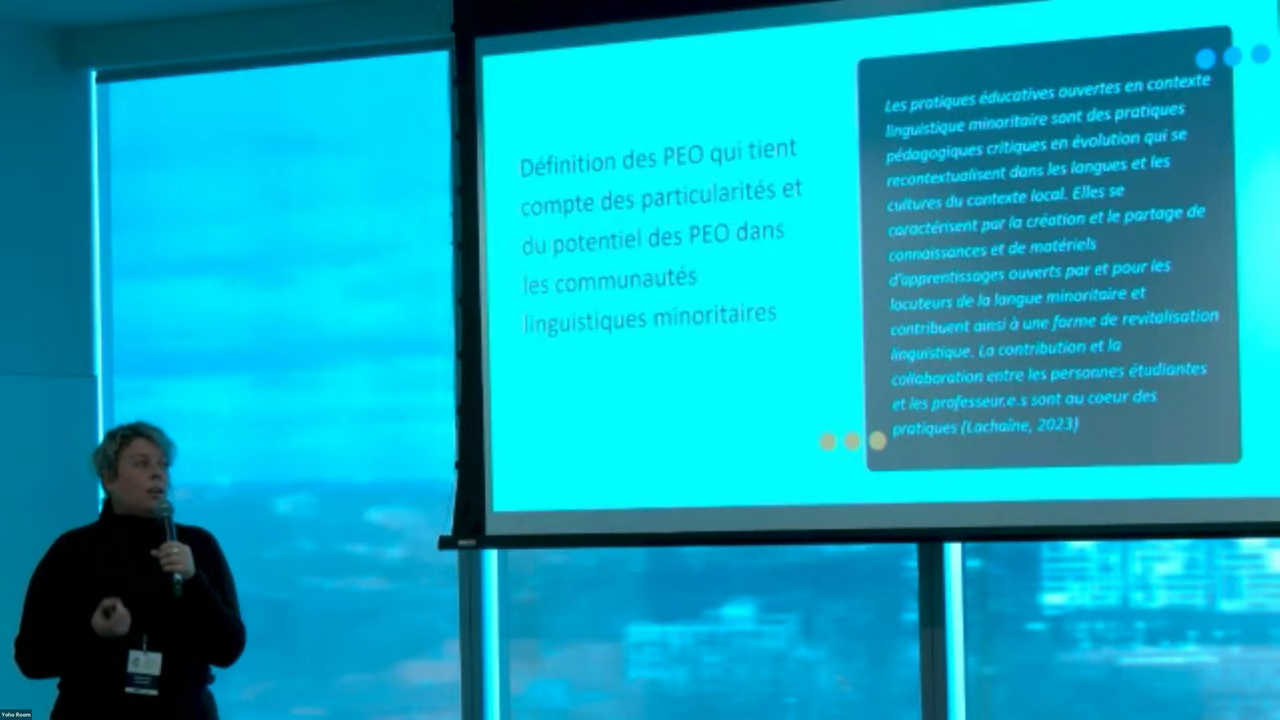 Définition des PEO qui tient
compte des particularités et
du potentiel des PEO dans
les communautés
linguistiques minoritaires
Les pratiques éducatives ouvertes en contexte
linguistique minoritaire sont des pratiques
pédagogiques critiques en évolution qui se
recontextualisent dans les langues et les
cultures du contexte local. Elles se
caractérisent par la création et le partage de
connaissances et de matériels
d'apprentissages ouverts par et pour les
locuteurs de la langue minoritaire et
contribuent ainsi à une forme de revitalisation
linguistique. La contribution et la
collaboration entre les personnes étudiantes
et les professeur.e.s sont au coeur des
pratiques (Lachaîne, 2023)
Yoho Room